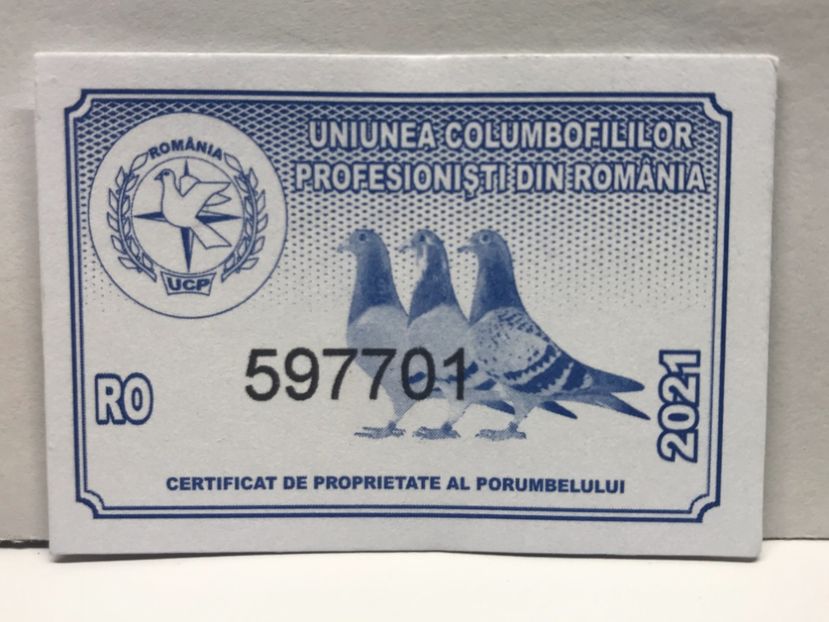 ROMÂNIA
UCP
UNIUNEA COLUMBOFILILOR
PROFESIONIȘTI DIN ROMÂNIA
RO
597701
2021
CERTIFICAT DE PROPRIETATE AL PORUMBELULUI